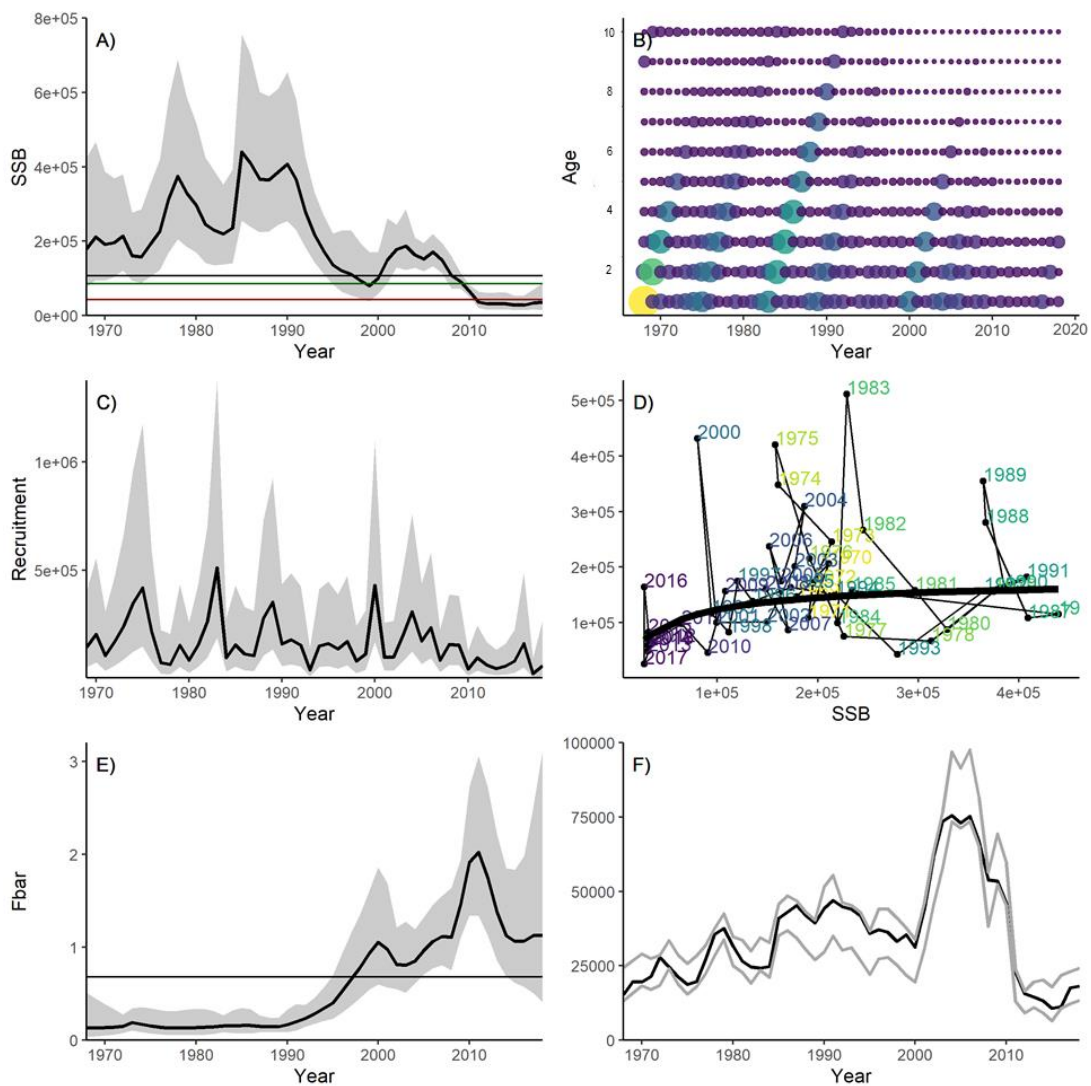 A)
SSB
8e+05
6e+05
4e+05
2e+05
0e+00
1970 1980 1990 2000 2010
Year
B)
Age
10
8
6
4
2
1970 1980 1990 2000 2010 2020
Year
C)
Recruitment
1e+06
5e+05
1970 1980 1990 2000 2010
Year
D)
5e+05
4e+05
3e+05
2e+05
1e+05
1983
2000
1975
1974
1989
2004
1988
1982
1973
2006
2003
1991
2016
1985
1981
1984
1977
1980
1978
1987
2007
1998
2010
1993
2017
1e+05 2e+05 3e+05 4e+05
SSB
E)
Fbar
3
2
1
0
1970 1980 1990 2000 2010
Year
F)
100000
75000
50000
25000
0
1970 1980 1990 2000 2010
Year